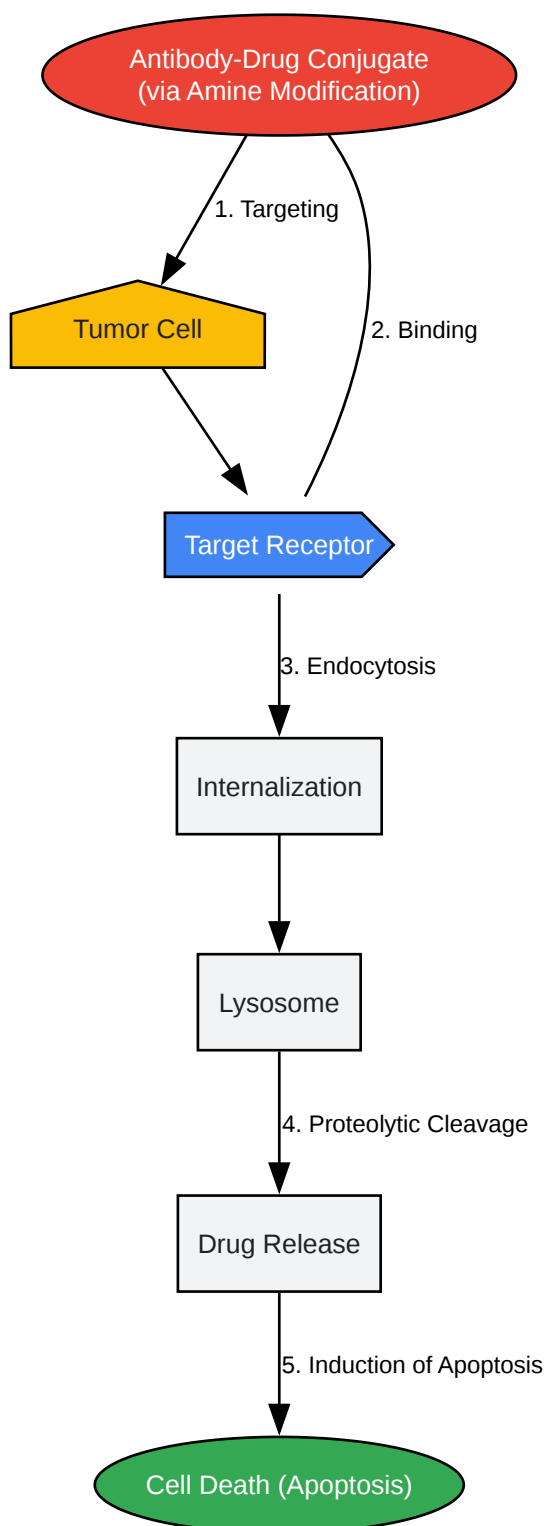 Antibody-Drug Conjugate
(via Amine Modification)
1. Targeting
Tumor Cell
2. Binding
Target Receptor
3. Endocytosis
Internalization
Lysosome
4. Proteolytic Cleavage
Drug Release
5. Induction of Apoptosis
Cell Death (Apoptosis)